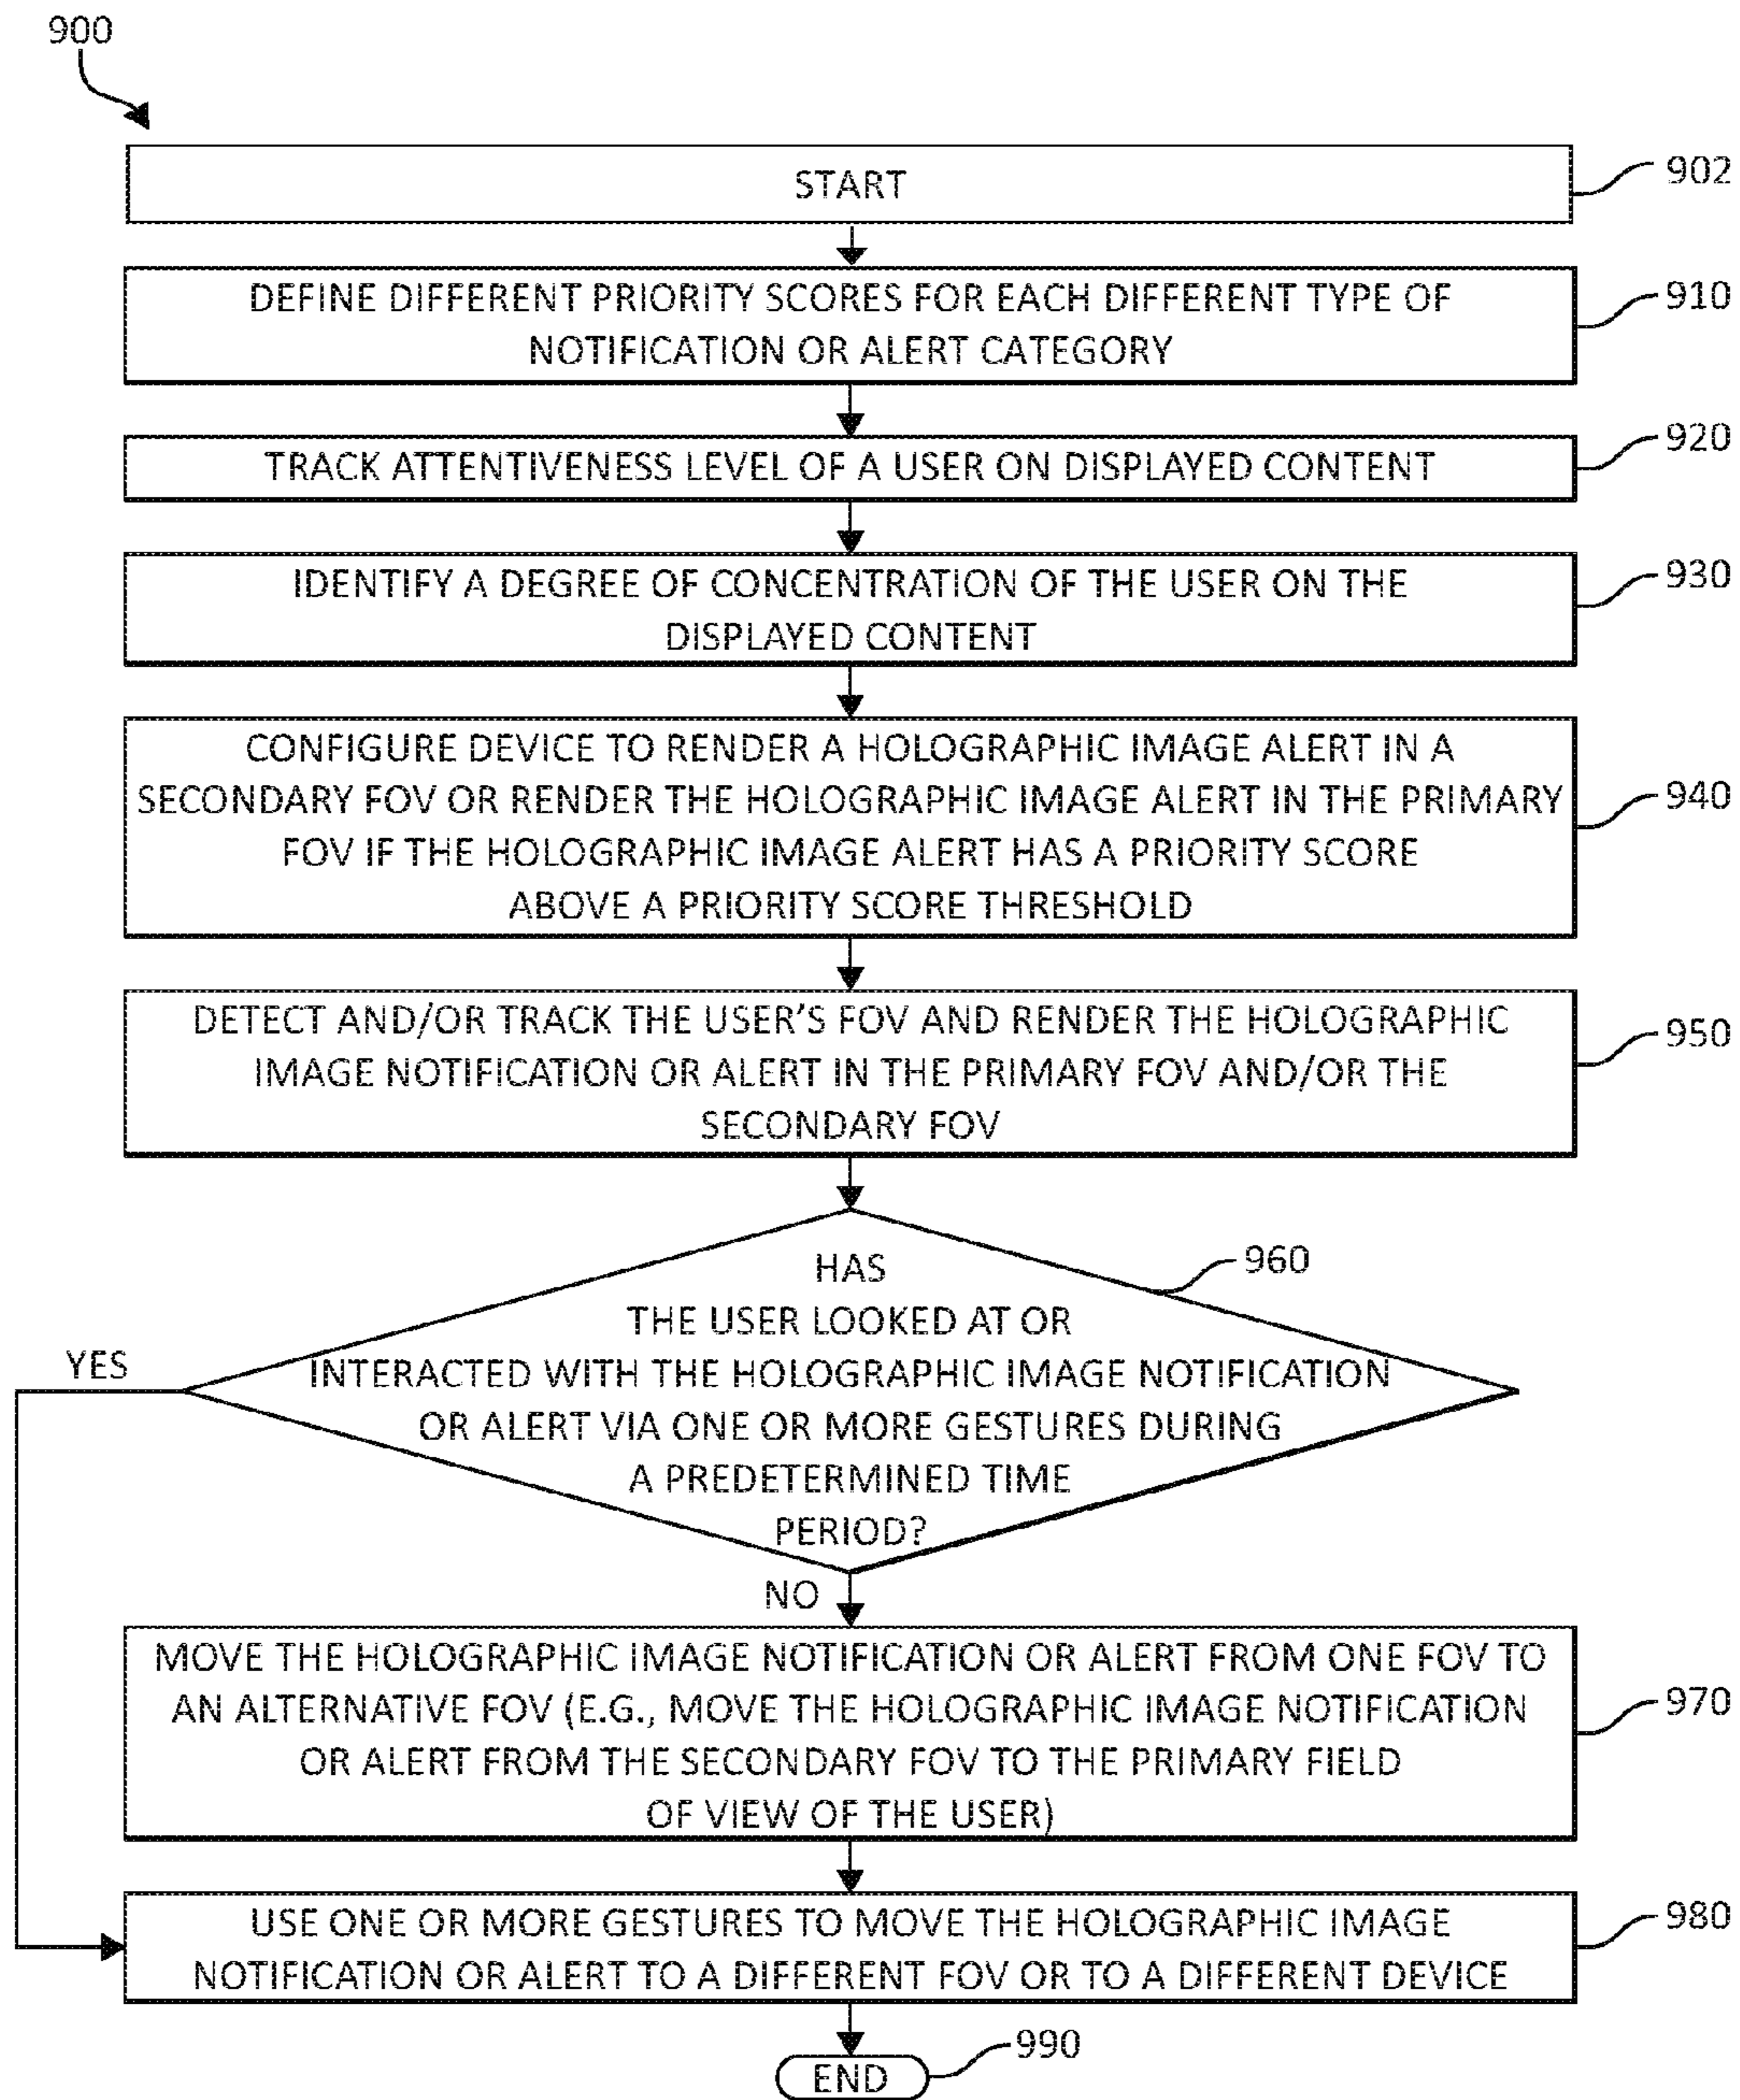 900
START
902
DEFINE DIFFERENT PRIORITY SCORES FOR EACH DIFFERENT TYPE OF
NOTIFICATION OR ALERT CATEGORY
910
TRACK ATTENTIVENESS LEVEL OF A USER ON DISPLAYED CONTENT
920
IDENTIFY A DEGREE OF CONCENTRATION OF THE USER ON THE
DISPLAYED CONTENT
930
CONFIGURE DEVICE TO RENDER A HOLOGRAPHIC IMAGE ALERT IN A
SECONDARY FOV OR RENDER THE HOLOGRAPHIC IMAGE ALERT IN THE PRIMARY
FOV IF THE HOLOGRAPHIC IMAGE ALERT HAS A PRIORITY SCORE
ABOVE A PRIORITY SCORE THRESHOLD
940
DETECT AND/OR TRACK THE USER'S FOV AND RENDER THE HOLOGRAPHIC
IMAGE NOTIFICATION OR ALERT IN THE PRIMARY FOV AND/OR THE
SECONDARY FOV
950
HAS
THE USER LOOKED AT OR
INTERACTED WITH THE HOLOGRAPHIC IMAGE NOTIFICATION
OR ALERT VIA ONE OR MORE GESTURES DURING
A PREDETERMINED TIME
PERIOD?
960
YES
NO
MOVE THE HOLOGRAPHIC IMAGE NOTIFICATION OR ALERT FROM ONE FOV TO
AN ALTERNATIVE FOV (E.G., MOVE THE HOLOGRAPHIC IMAGE NOTIFICATION
OR ALERT FROM THE SECONDARY FOV TO THE PRIMARY FIELD
OF VIEW OF THE USER)
970
USE ONE OR MORE GESTURES TO MOVE THE HOLOGRAPHIC IMAGE
NOTIFICATION OR ALERT TO A DIFFERENT FOV OR TO A DIFFERENT DEVICE
980
END
990